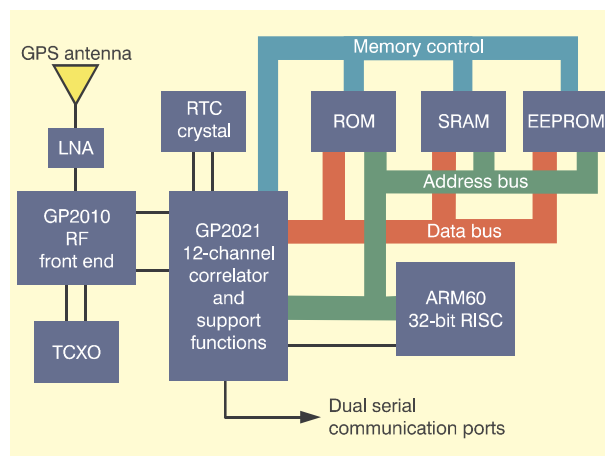 GPS antenna
Memory control
RTC
crystal
ROM
SRAM
EEPROM
LNA
Address bus
GP2010
RF
front end
GP2021
12-channel
correlator
and
support
functions
Data bus
ARM60
32-bit RISC
TCXO
Dual serial
communication ports